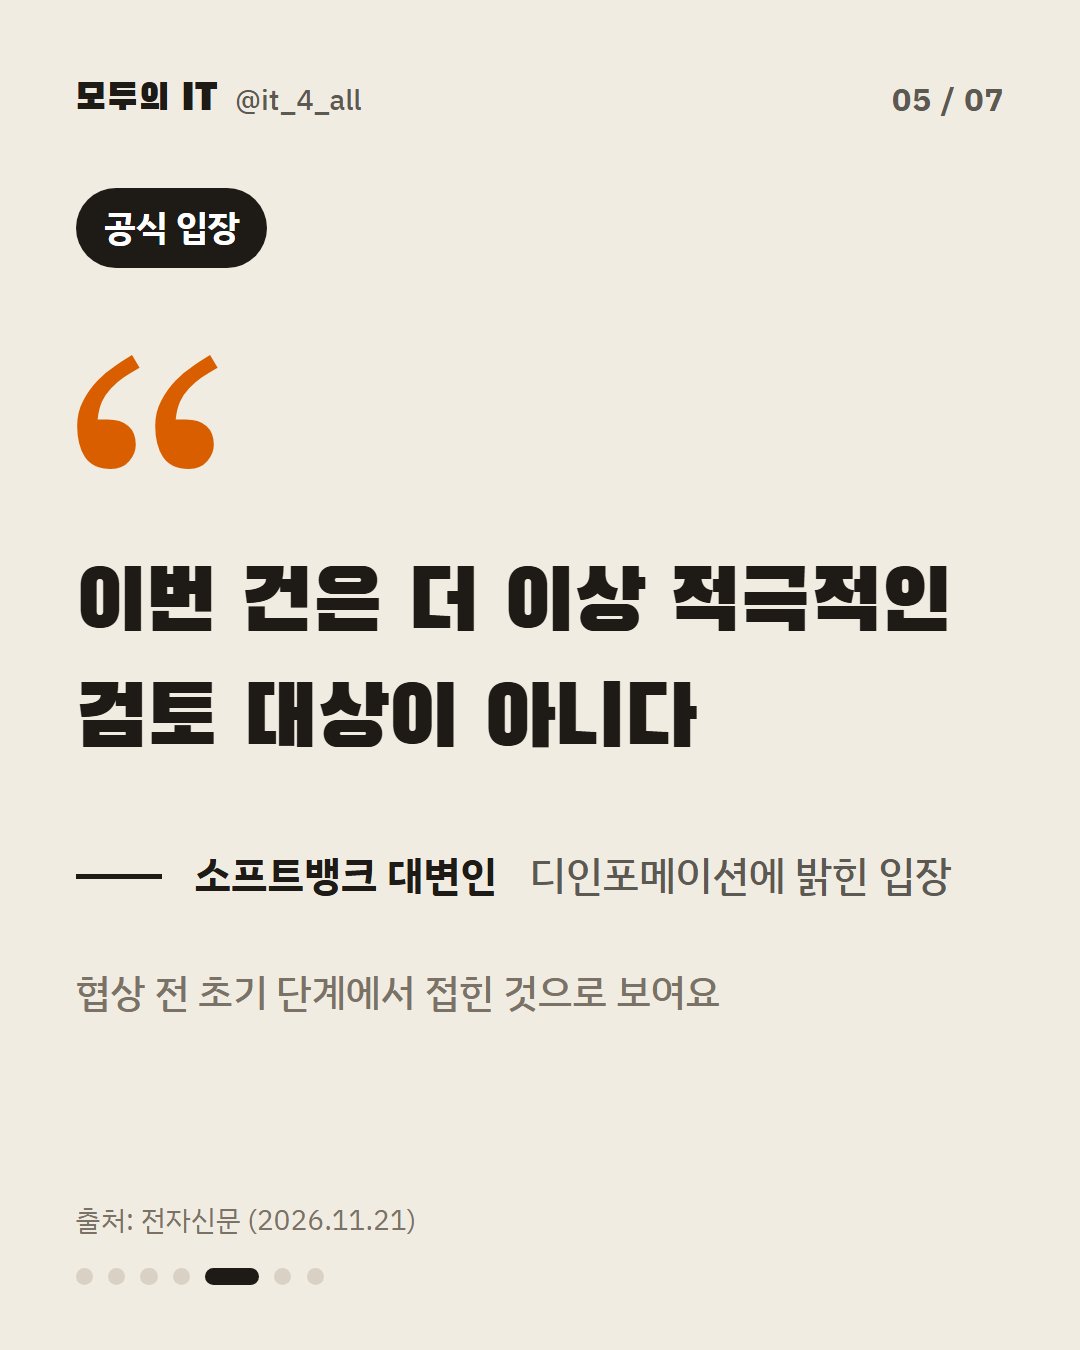 모두의 IT @it_4_all 05 / 07
공식 입장
“
이번 건은 더 이상 적극적인
검토 대상이 아니다
소프트뱅크 대변인 디인포메이션에 밝힌 입장
협상 전 초기 단계에서 접힌 것으로 보여요
출처: 전자신문 (2026.11.21)